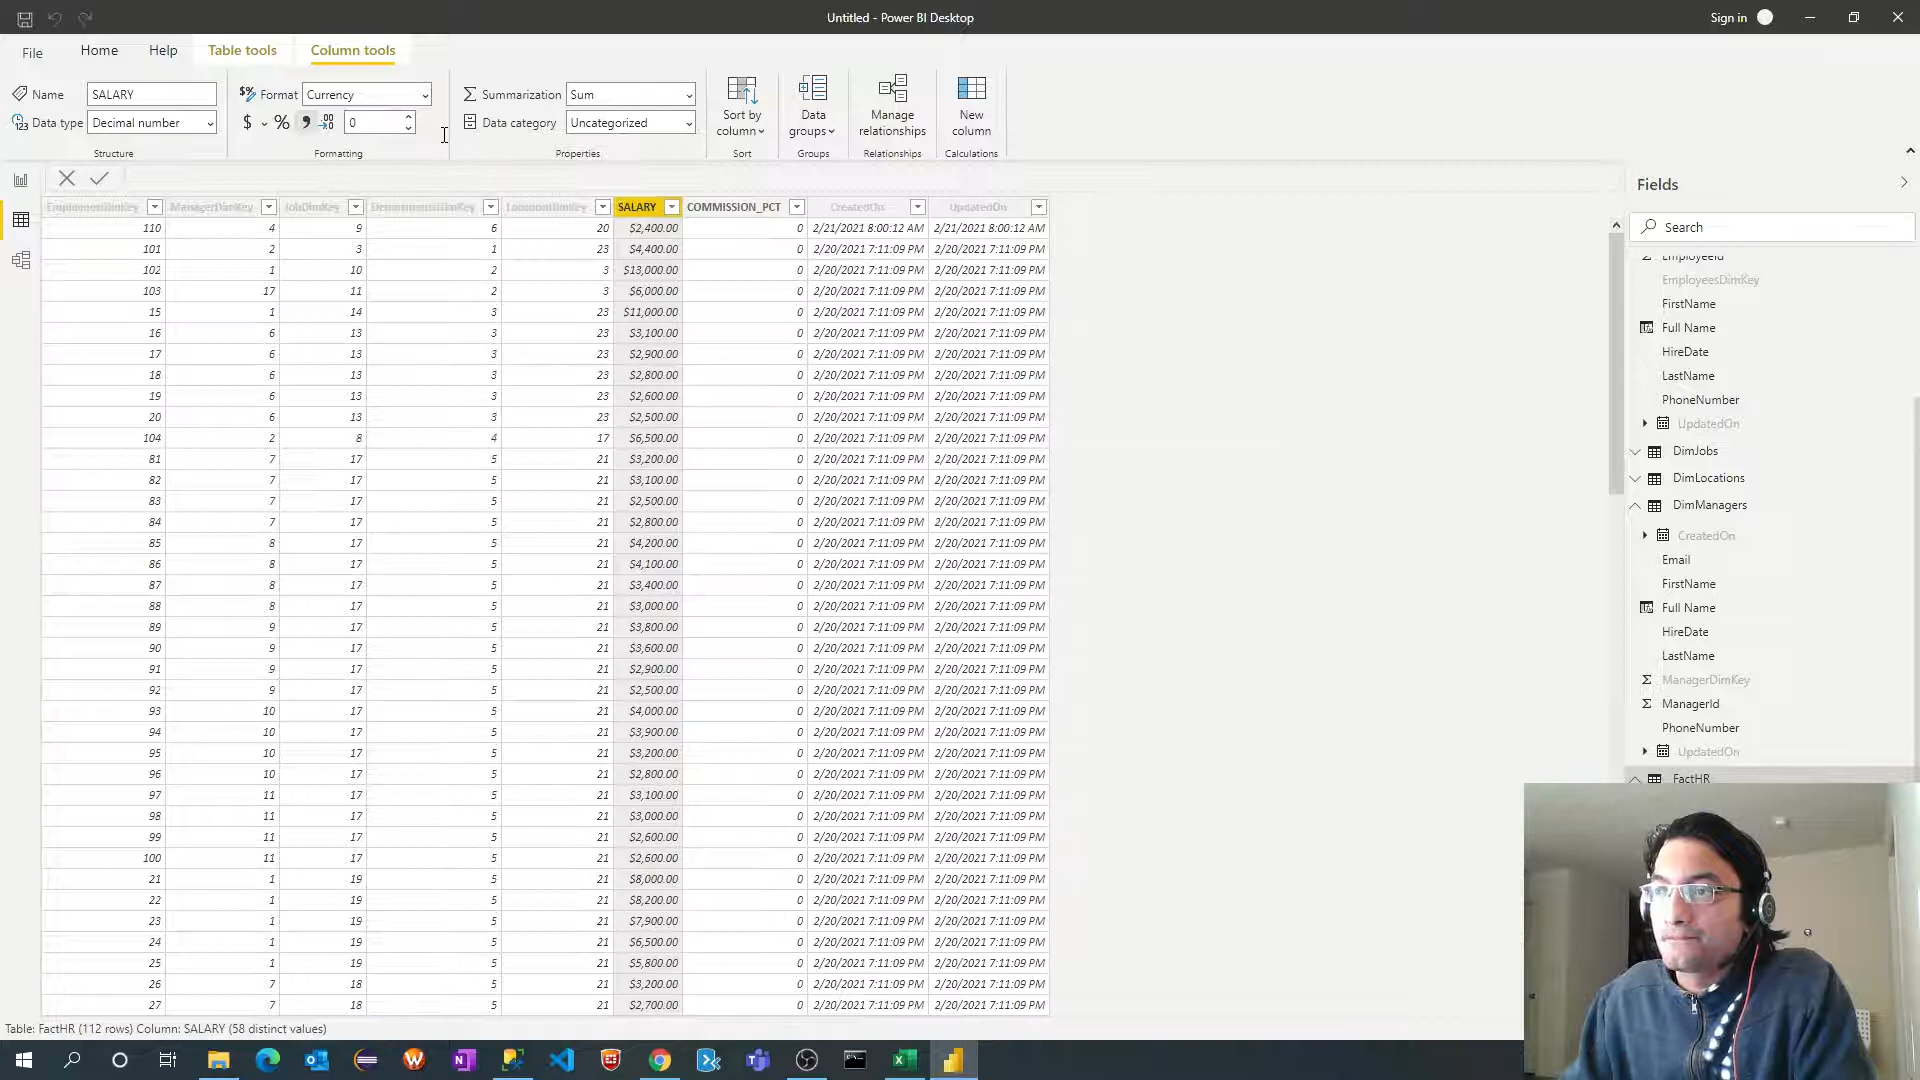 Untitled - Power BI Desktop
Sign in
File
Home
Help
Table tools
Column tools
Name
SALARY
Data type
Decimal number
Structure
$% Format
Currency
$
%
0
Formatting
Summarization
Sum
Data category
Uncategorized
Properties
Sort by column
Sort
Data groups
Groups
Manage relationships
Relationships
New column
Calculations
EmployeesDimKey ManagerDimKey JobDimKey DepartmentsDimKey LocationDimKey SALARY COMMISSION_PCT CreatedOn UpdatedOn
110 4 9 6 20 $2,400.00 0 2/21/2021 8:00:12 AM 2/21/2021 8:00:12 AM
101 2 3 1 23 $4,400.00 0 2/20/2021 7:11:09 PM 2/20/2021 7:11:09 PM
102 1 10 2 3 $13,000.00 0 2/20/2021 7:11:09 PM 2/20/2021 7:11:09 PM
103 17 11 2 3 $6,000.00 0 2/20/2021 7:11:09 PM 2/20/2021 7:11:09 PM
15 1 14 3 23 $11,000.00 0 2/20/2021 7:11:09 PM 2/20/2021 7:11:09 PM
16 6 13 3 23 $3,100.00 0 2/20/2021 7:11:09 PM 2/20/2021 7:11:09 PM
17 6 13 3 23 $2,900.00 0 2/20/2021 7:11:09 PM 2/20/2021 7:11:09 PM
18 6 13 3 23 $2,800.00 0 2/20/2021 7:11:09 PM 2/20/2021 7:11:09 PM
19 6 13 3 23 $2,600.00 0 2/20/2021 7:11:09 PM 2/20/2021 7:11:09 PM
20 6 13 3 23 $2,500.00 0 2/20/2021 7:11:09 PM 2/20/2021 7:11:09 PM
104 2 8 4 17 $6,500.00 0 2/20/2021 7:11:09 PM 2/20/2021 7:11:09 PM
81 7 17 5 21 $3,200.00 0 2/20/2021 7:11:09 PM 2/20/2021 7:11:09 PM
82 7 17 5 21 $3,100.00 0 2/20/2021 7:11:09 PM 2/20/2021 7:11:09 PM
83 7 17 5 21 $2,500.00 0 2/20/2021 7:11:09 PM 2/20/2021 7:11:09 PM
84 7 17 5 21 $2,800.00 0 2/20/2021 7:11:09 PM 2/20/2021 7:11:09 PM
85 8 17 5 21 $4,200.00 0 2/20/2021 7:11:09 PM 2/20/2021 7:11:09 PM
86 8 17 5 21 $4,100.00 0 2/20/2021 7:11:09 PM 2/20/2021 7:11:09 PM
87 8 17 5 21 $3,400.00 0 2/20/2021 7:11:09 PM 2/20/2021 7:11:09 PM
88 8 17 5 21 $3,000.00 0 2/20/2021 7:11:09 PM 2/20/2021 7:11:09 PM
89 9 17 5 21 $3,800.00 0 2/20/2021 7:11:09 PM 2/20/2021 7:11:09 PM
90 9 17 5 21 $3,600.00 0 2/20/2021 7:11:09 PM 2/20/2021 7:11:09 PM
91 9 17 5 21 $2,900.00 0 2/20/2021 7:11:09 PM 2/20/2021 7:11:09 PM
92 9 17 5 21 $2,500.00 0 2/20/2021 7:11:09 PM 2/20/2021 7:11:09 PM
93 10 17 5 21 $4,000.00 0 2/20/2021 7:11:09 PM 2/20/2021 7:11:09 PM
94 10 17 5 21 $3,900.00 0 2/20/2021 7:11:09 PM 2/20/2021 7:11:09 PM
95 10 17 5 21 $3,200.00 0 2/20/2021 7:11:09 PM 2/20/2021 7:11:09 PM
96 10 17 5 21 $2,800.00 0 2/20/2021 7:11:09 PM 2/20/2021 7:11:09 PM
97 11 17 5 21 $3,100.00 0 2/20/2021 7:11:09 PM 2/20/2021 7:11:09 PM
98 11 17 5 21 $3,000.00 0 2/20/2021 7:11:09 PM 2/20/2021 7:11:09 PM
99 11 17 5 21 $2,600.00 0 2/20/2021 7:11:09 PM 2/20/2021 7:11:09 PM
100 11 17 5 21 $2,600.00 0 2/20/2021 7:11:09 PM 2/20/2021 7:11:09 PM
21 1 19 5 21 $8,000.00 0 2/20/2021 7:11:09 PM 2/20/2021 7:11:09 PM
22 1 19 5 21 $8,200.00 0 2/20/2021 7:11:09 PM 2/20/2021 7:11:09 PM
23 1 19 5 21 $7,900.00 0 2/20/2021 7:11:09 PM 2/20/2021 7:11:09 PM
24 1 19 5 21 $6,500.00 0 2/20/2021 7:11:09 PM 2/20/2021 7:11:09 PM
25 1 19 5 21 $5,800.00 0 2/20/2021 7:11:09 PM 2/20/2021 7:11:09 PM
26 7 18 5 21 $3,200.00 0 2/20/2021 7:11:09 PM 2/20/2021 7:11:09 PM
27 7 18 5 21 $2,700.00 0 2/20/2021 7:11:09 PM 2/20/2021 7:11:09 PM
Table: FactHR (112 rows) Column: SALARY (58 distinct values)
Fields
Search
EmployeeId
EmployeesDimKey
FirstName
Full Name
HireDate
LastName
PhoneNumber
UpdatedOn
DimJobs
DimLocations
DimManagers
CreatedOn
Email
FirstName
Full Name
HireDate
LastName
ManagerDimKey
ManagerId
PhoneNumber
UpdatedOn
FactHR